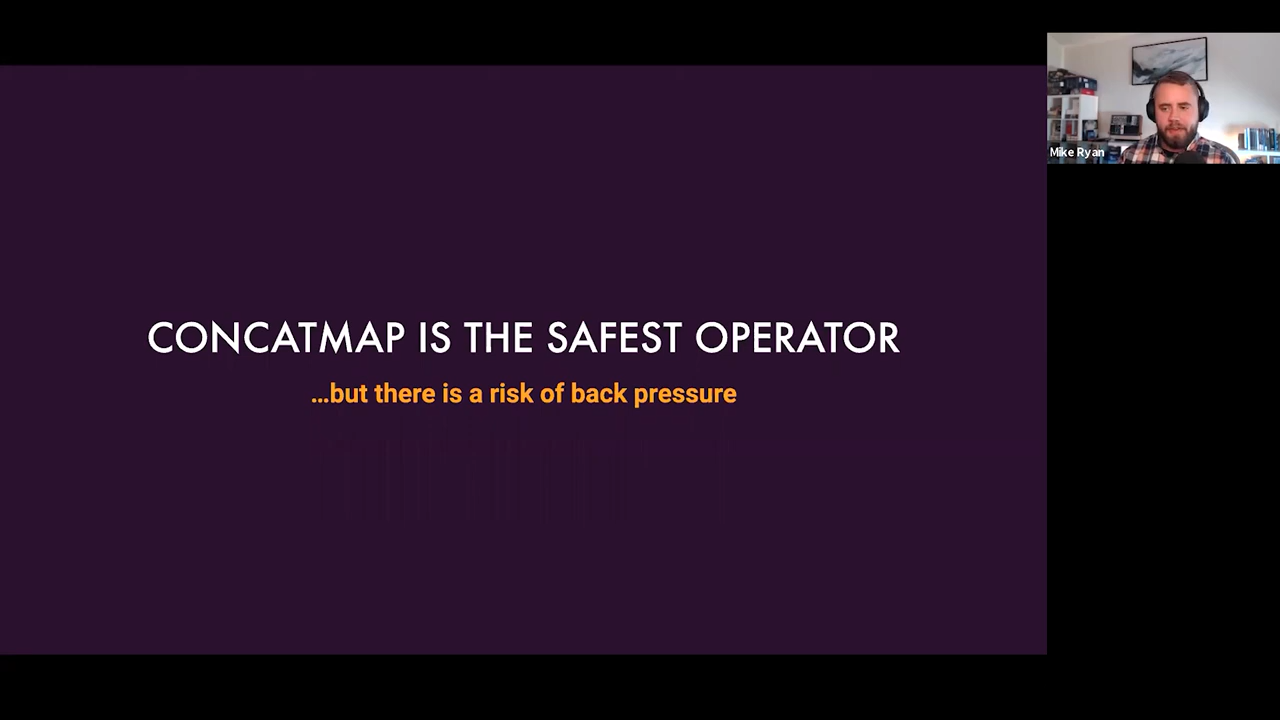 CONCATMAP IS THE SAFEST OPERATOR
…but there is a risk of back pressure
Mike Ryan